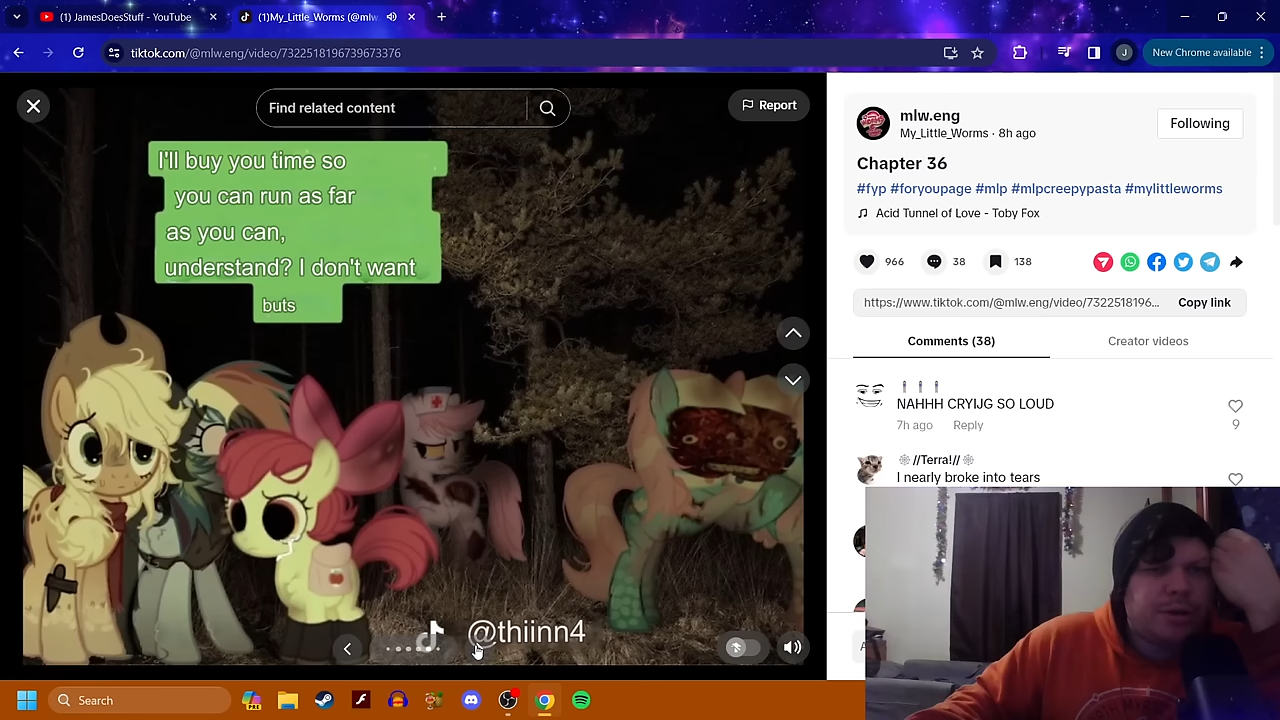 (1) JamesDoesStuff - YouTube
(1)My_Little_Worms (@mlw
tiktok.com/@mlw.eng/video/7322518196739673376
New Chrome available
Find related content
Report
I'll buy you time so
you can run as far
as you can,
understand? I don't want
buts
@thiinn4
mlw.eng
My_Little_Worms · 8h ago
Following
Chapter 36
#fyp #foryoupage #mlp #mlpcreepypasta #mylittleworms
Acid Tunnel of Love - Toby Fox
966
38
138
https://www.tiktok.com/@mlw.eng/video/7322518196...
Copy link
Comments (38)
Creator videos
NAHHH CRYIJG SO LOUD
7h ago Reply
9
//Terra!//
I nearly broke into tears
Search
PRE
J